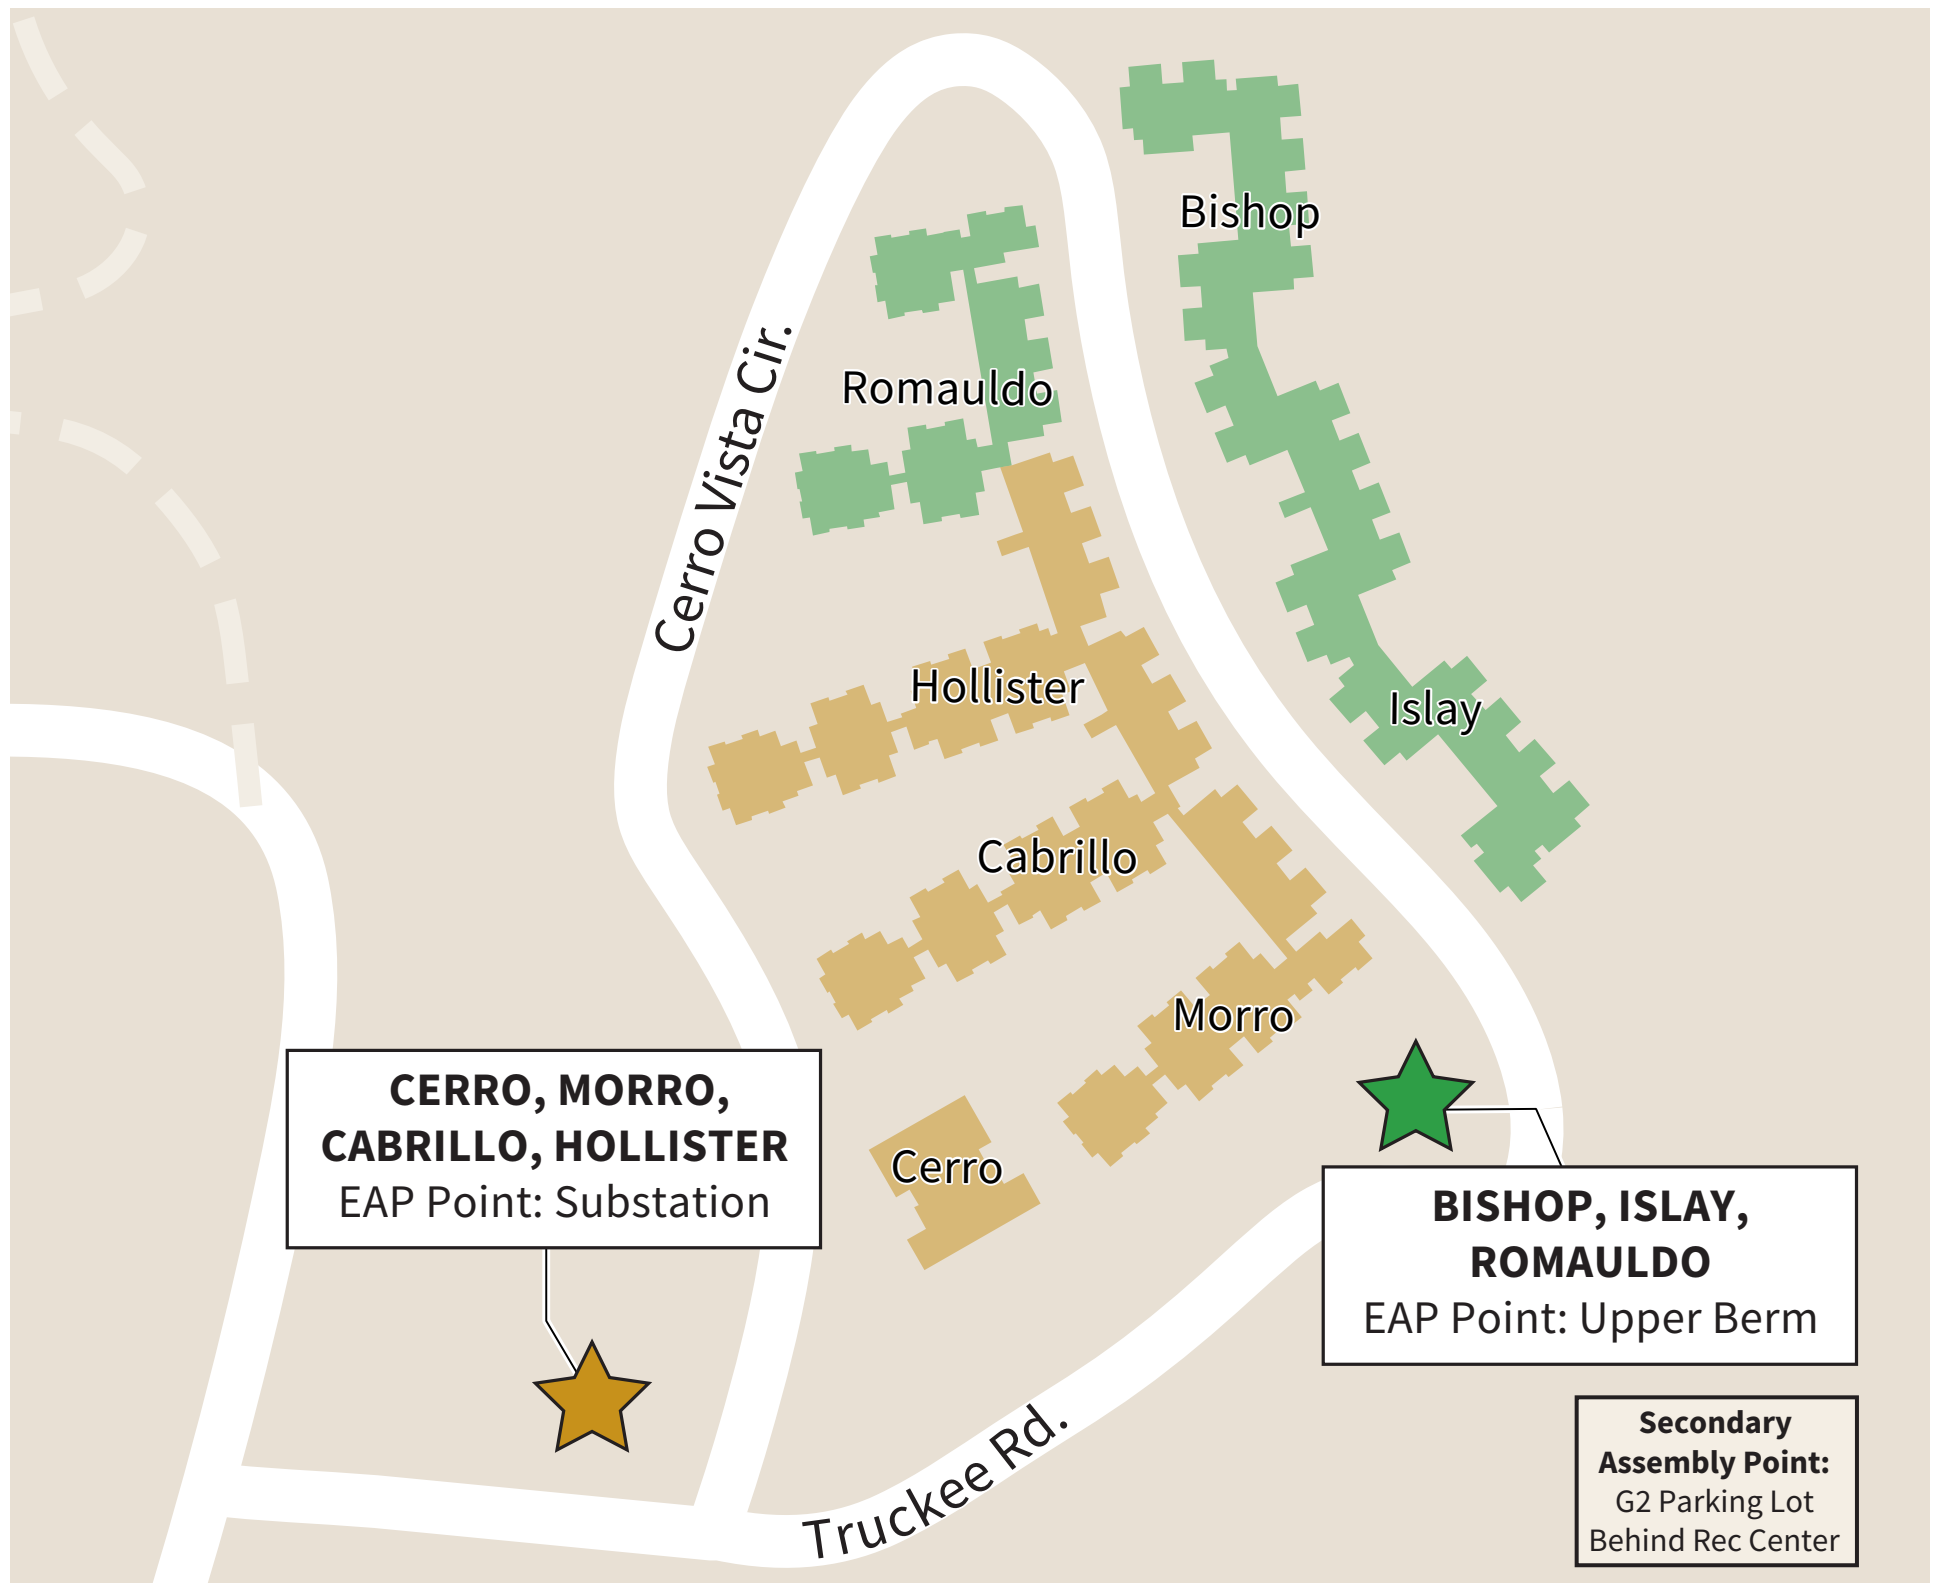 Bishop
Cerro Vista Cir.
Romauldo
Hollister
Islay
Cabrillo
Morro
CERRO, MORRO,
CABRILLO, HOLLISTER
EAP Point: Substation
Cerro
BISHOP, ISLAY,
ROMAULDO
EAP Point: Upper Berm
Truckee Rd.
Secondary
Assembly Point:
G2 Parking Lot
Behind Rec Center